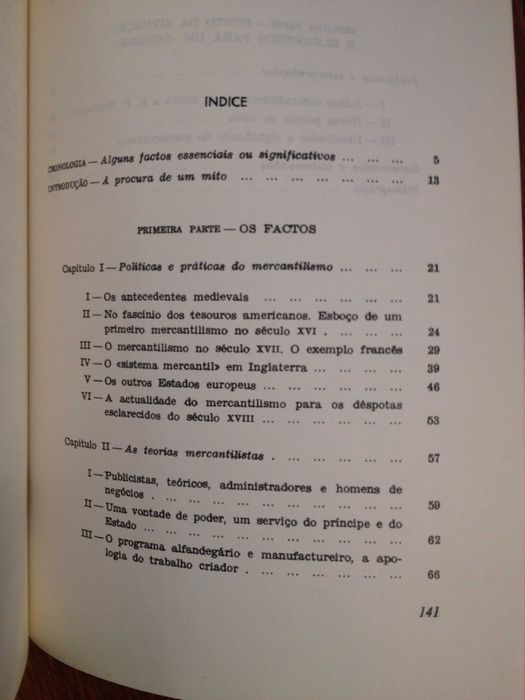 ÍNDICE
CRONOLOGIA — Alguns factos essenciais ou significativos ... ... ... 5
INTRODUÇÃO — À procura de um mito ... ... ... ... ... ... ... 13
PRIMEIRA PARTE — OS FACTOS
Capítulo I — Políticas e práticas do mercantilismo ... ... ... 21
I — Os antecedentes medievais ... ... ... ... ... ... 21
II — No fascínio dos tesouros americanos. Esboço de um
primeiro mercantilismo no século XVI . ... ... ... 24
III — O mercantilismo no século XVII. O exemplo francês 29
IV — O «sistema mercantil» em Inglaterra ... ... ... ... 39
V — Os outros Estados europeus ... ... ... ... ... ... 46
VI — A actualidade do mercantilismo para os déspotas
esclarecidos do século XVIII ... ... ... ... ... ... 53
Capítulo II — As teorias mercantilistas . ... ... ... ... ... 57
I — Publicistas, teóricos, administradores e homens de
negócios . ... ... ... ... ... ... ... ... ... 59
II — Uma vontade de poder, um serviço do príncipe e do
Estado ... ... ... ... ... ... ... ... ... ... 62
III — O programa alfandegário e manufactureiro, a apo-
logia do trabalho criador . ... ... ... ... ... ... 66
141